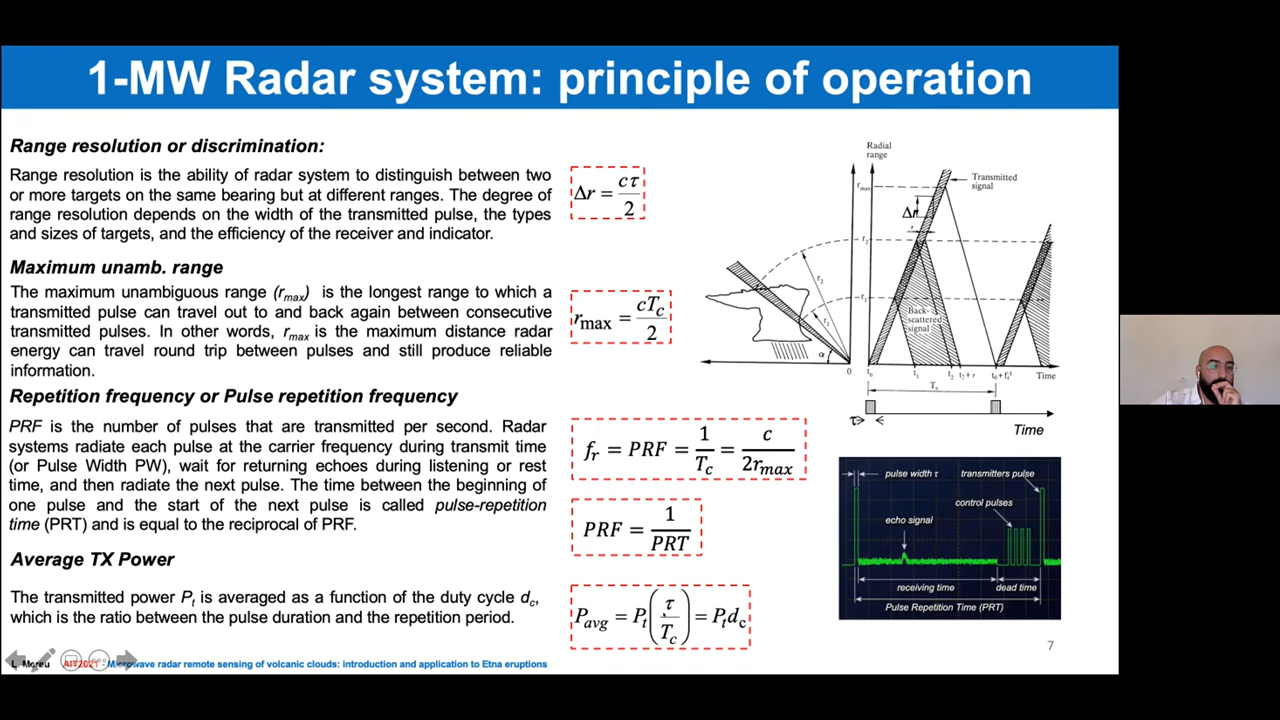 1-MW Radar system: principle of operation
Range resolution or discrimination:
Range resolution is the ability of radar system to distinguish between two
or more targets on the same bearing but at different ranges. The degree of
range resolution depends on the width of the transmitted pulse, the types
and sizes of targets, and the efficiency of the receiver and indicator.
Δr = cτ/2
Maximum unamb. range
The maximum unambiguous range (rmax) is the longest range to which a
transmitted pulse can travel out to and back again between consecutive
transmitted pulses. In other words, rmax is the maximum distance radar
energy can travel round trip between pulses and still produce reliable
information.
rmax = cTc/2
Repetition frequency or Pulse repetition frequency
PRF is the number of pulses that are transmitted per second. Radar
systems radiate each pulse at the carrier frequency during transmit time
(or Pulse Width PW), wait for returning echoes during listening or rest
time, and then radiate the next pulse. The time between the beginning of
one pulse and the start of the next pulse is called pulse-repetition
time (PRT) and is equal to the reciprocal of PRF.
fr = PRF = 1/Tc = c/2rmax
PRF = 1/PRT
Average TX Power
The transmitted power Pt is averaged as a function of the duty cycle dc,
which is the ratio between the pulse duration and the repetition period.
Pavg = Pt(τ/Tc) = Ptdc
Radial
range
Transmitted
signal
rmax
Δr
r2
r1
r2
r1
Back-
scattered
signal
α
0
t0
t1
t2
t2+τ
Time
Tc
τ
Time
pulse width τ
transmitters pulse
control pulses
echo signal
receiving time
dead time
Pulse Repetition Time (PRT)
7
Microwave radar remote sensing of volcanic clouds: introduction and application to Etna eruptions